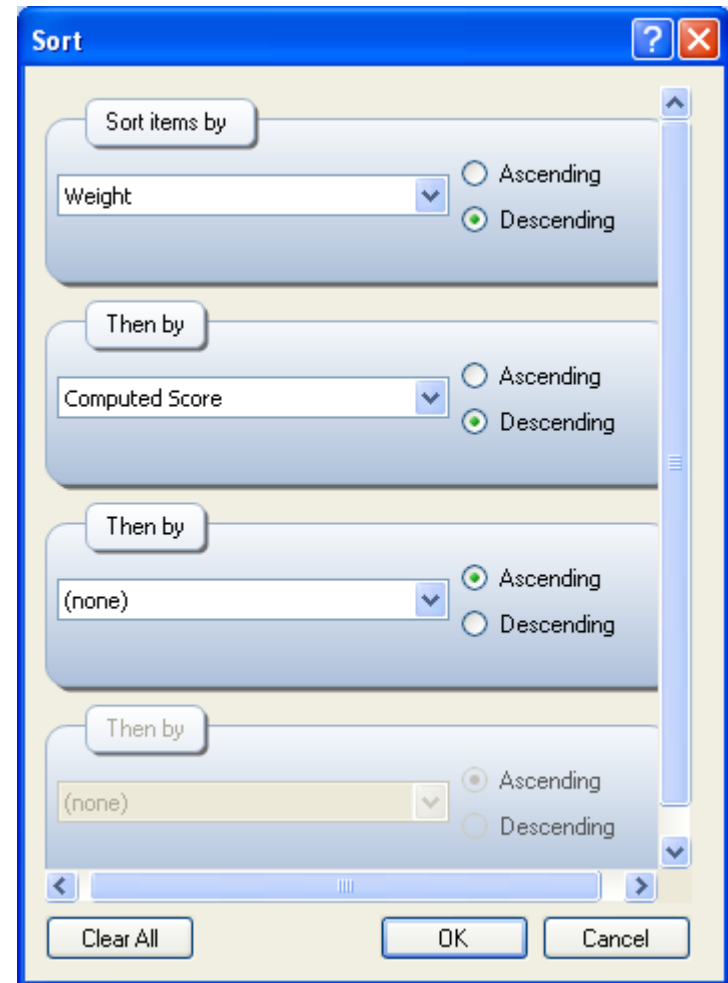 Sort
Sort items by
Weight
Ascending
Descending
Then by
Computed Score
Ascending
Descending
Then by
(none)
Ascending
Descending
Then by
(none)
Ascending
Descending
Clear All
OK
Cancel